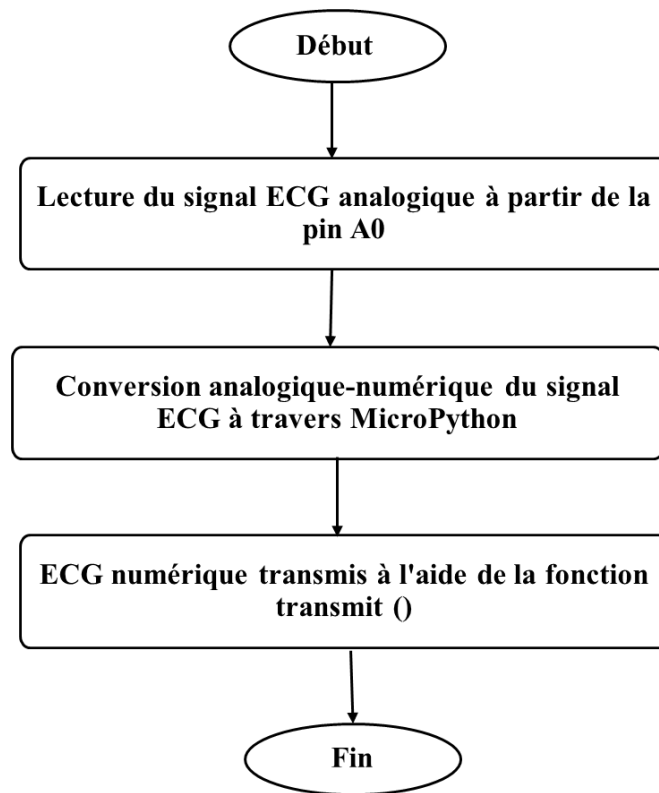 Début
Lecture du signal ECG analogique à partir de la
pin A0
Conversion analogique-numérique du signal
ECG à travers MicroPython
ECG numérique transmis à l'aide de la fonction
transmit ()
Fin